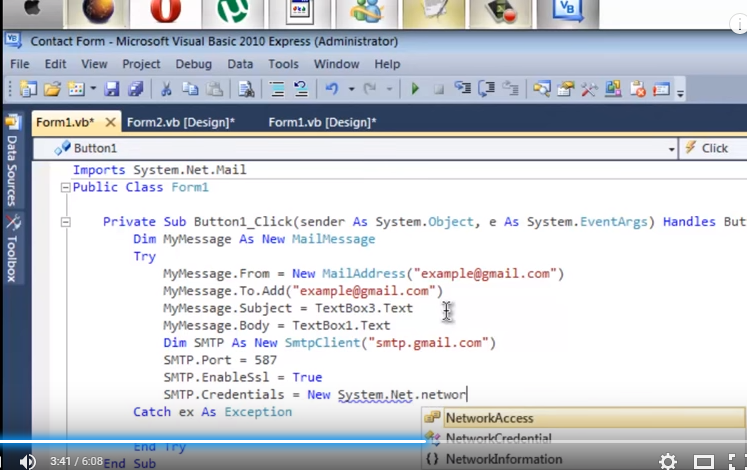 VB
Contact Form - Microsoft Visual Basic 2010 Express (Administrator)
File Edit View Project Debug Data Tools Window Help
Form1.vb* Form2.vb [Design]* Form1.vb [Design]*
Button1 Click
Data Sources
Toolbox
Imports System.Net.Mail
Public Class Form1
Private Sub Button1_Click(sender As System.Object, e As System.EventArgs) Handles But
Dim MyMessage As New MailMessage
Try
MyMessage.From = New MailAddress("example@gmail.com")
MyMessage.To.Add("example@gmail.com")
MyMessage.Subject = TextBox3.Text
MyMessage.Body = TextBox1.Text
Dim SMTP As New SmtpClient("smtp.gmail.com")
SMTP.Port = 587
SMTP.EnableSsl = True
SMTP.Credentials = New System.Net.networ
Catch ex As Exception
NetworkAccess
NetworkCredential
{} NetworkInformation
End Try
End Sub
3:41 / 6:08